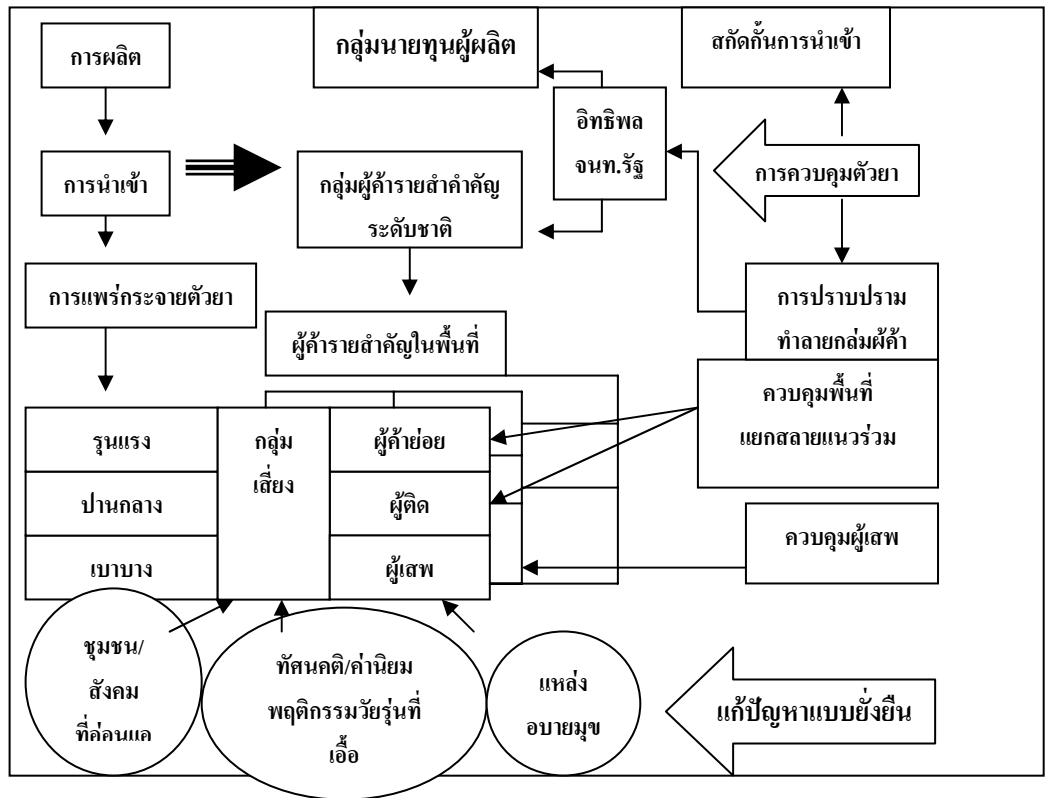 การผลิต
กลุ่มนายทุนผู้ผลิต
สกัดกั้นการนำเข้า
อิทธิพล
จนท.รัฐ
การนำเข้า
กลุ่มผู้ค้ารายสำคำคัญ
ระดับชาติ
การควบคุมตัวยา
การแพร่กระจายตัวยา
ผู้ค้ารายสำคัญในพื้นที่
การปราบปราม
ทำลายกลุ่มผู้ค้า
ควบคุมพื้นที่
แยกสลายแนวร่วม
รุนแรง
ปานกลาง
เบาบาง
กลุ่ม
เสี่ยง
ผู้ค้าย่อย
ผู้ติด
ผู้เสพ
ควบคุมผู้เสพ
ชุมชน/
สังคม
ที่อ่อนแอ
ทัศนคติ/ค่านิยม
พฤติกรรมวัยรุ่นที่
เอื้อ
แหล่ง
อบายมุข
แก้ปัญหาแบบยั่งยืน